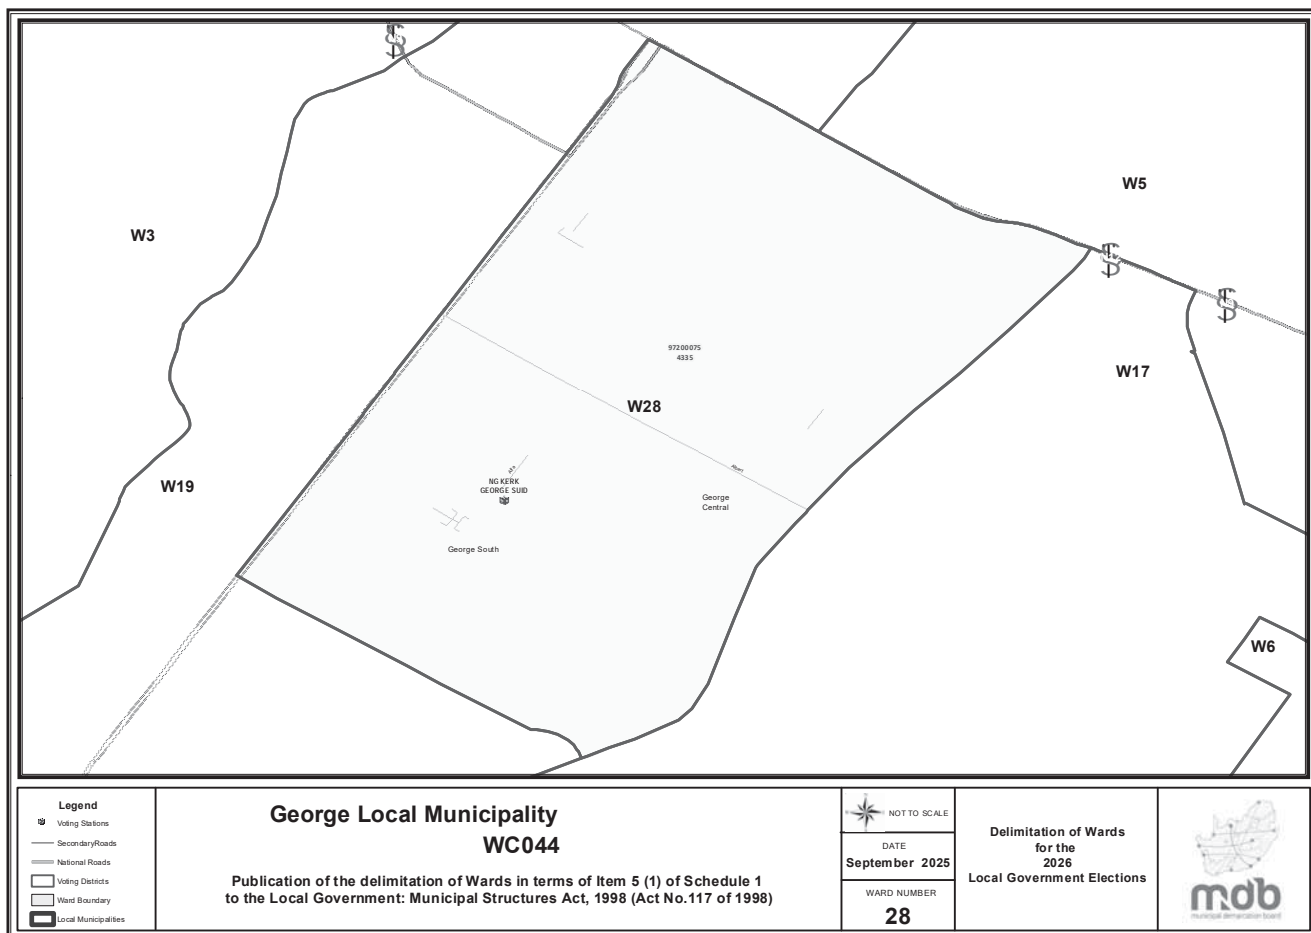 W5
W3
97200075
4335
W17
W28
W19
NG KERK
GEORGE SUID
George
Central
George South
W6
Legend
Voting Stations
SecondaryRoads
National Roads
Voting Districts
Ward Boundary
Local Municipalities
George Local Municipality
WC044
Publication of the delimitation of Wards in terms of Item 5 (1) of Schedule 1
to the Local Government: Municipal Structures Act, 1998 (Act No.117 of 1998)
NOT TO SCALE
DATE
September 2025
WARD NUMBER
28
Delimitation of Wards
for the
2026
Local Government Elections
mdb
municipal demarcation board